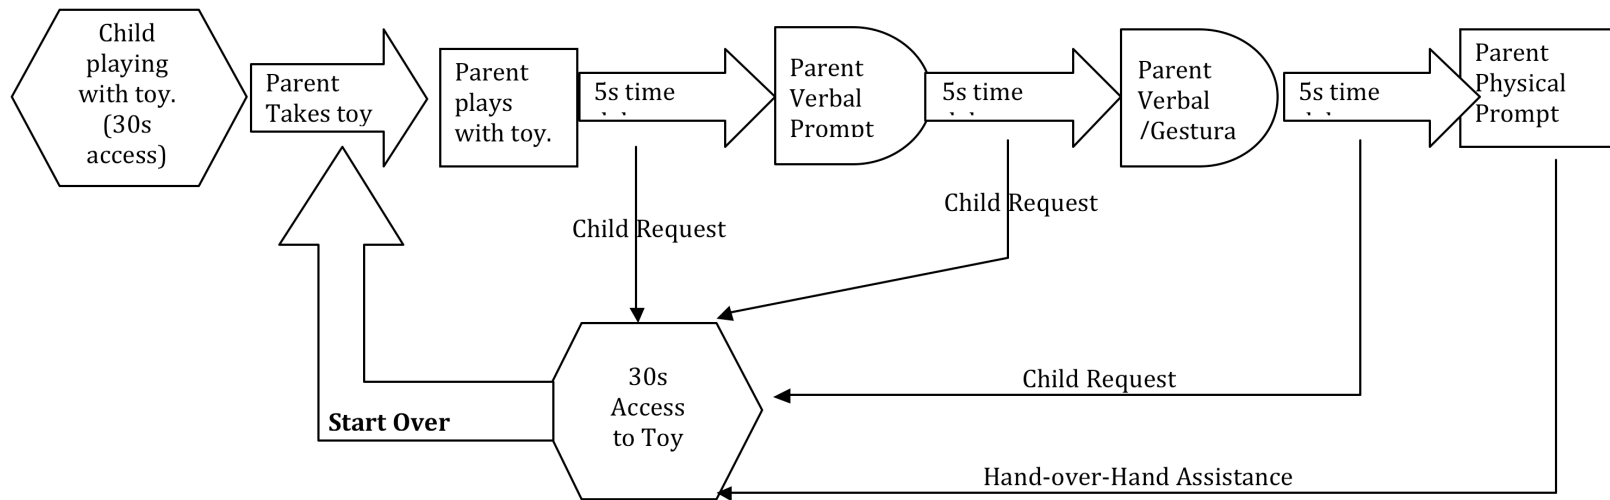 Child
playing
with toy.
(30s
access)
Parent
Takes toy
Parent
plays
with toy.
5s time
Parent
Verbal
Prompt
5s time
Parent
Verbal
/Gestura
5s time
Parent
Physical
Prompt
Child Request
Child Request
Child Request
Hand-over-Hand Assistance
30s
Access
to Toy
Start Over